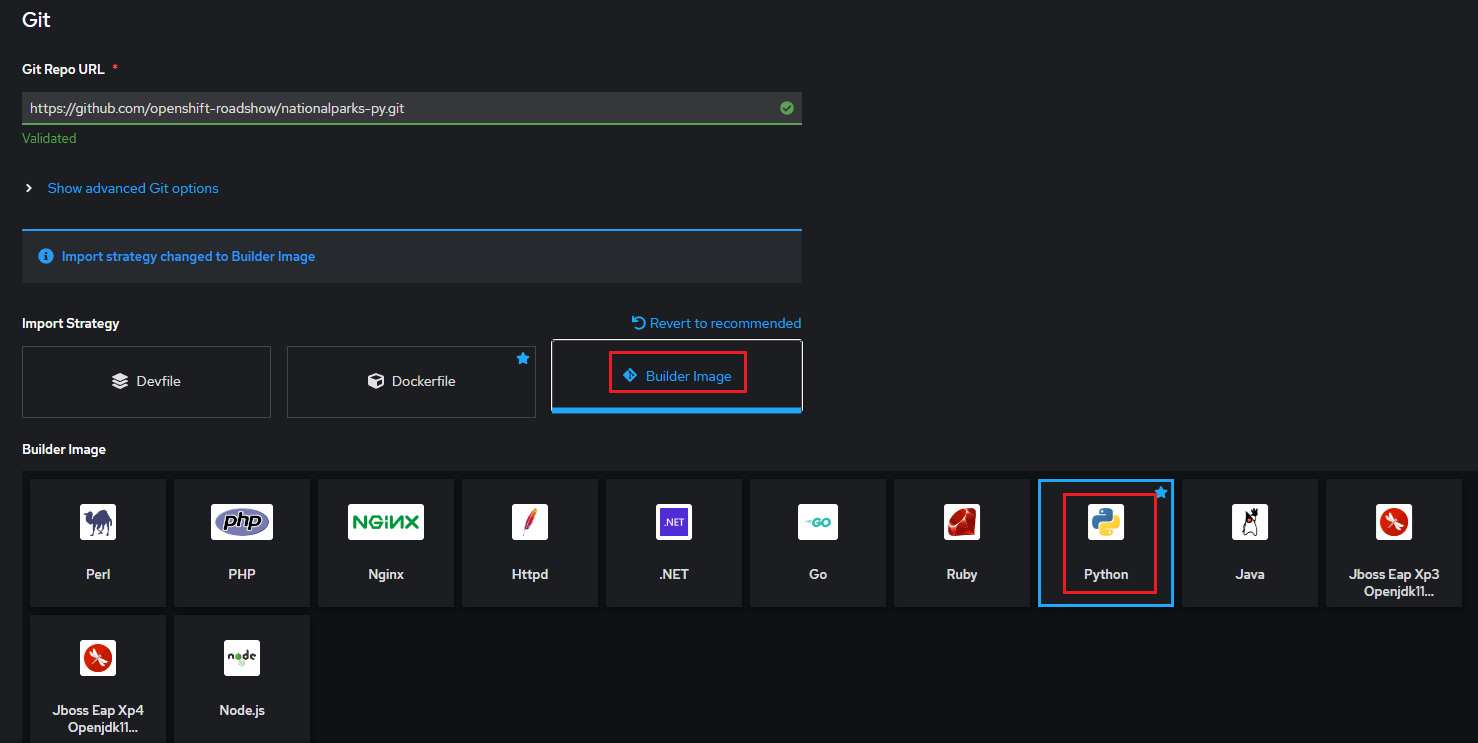 Git
Git Repo URL *
https://github.com/openshift-roadshow/nationalparks-py.git
Validated
Show advanced Git options
Import strategy changed to Builder Image
Import Strategy
Revert to recommended
Devfile
Dockerfile
Builder Image
Builder Image
php
NGINX
.NET
GO
Perl
PHP
Nginx
Httpd
.NET
Go
Ruby
Python
Java
Jboss Eap Xp3
Openjdk11...
node
Jboss Eap Xp4
Openjdk11...
Node.js